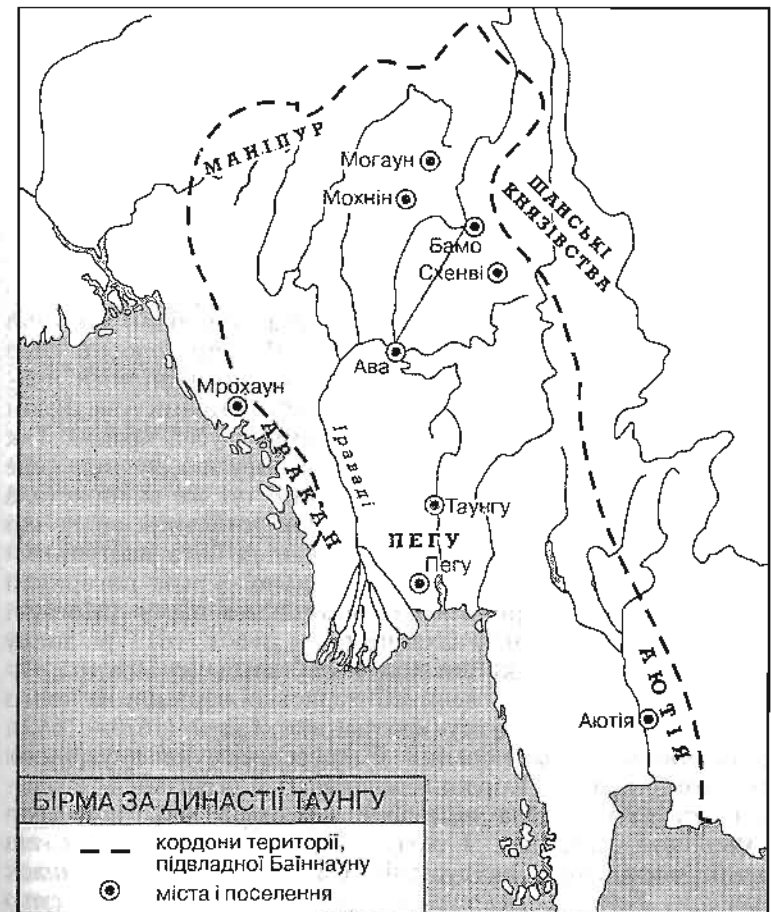 МАНІПУР
Могаун
Мохнін
ШАНСЬКІ
КНЯЗІВСТВА
Бамо
Схенві
Ава
Мрохаун
АРАКАН
Іраваді
Таунгу
ПЕГУ
Пегу
АЮТІЯ
Аютія
БІРМА ЗА ДИНАСТІЇ ТАУНГУ
кордони території,
підвладної Баїннауну
міста і поселення